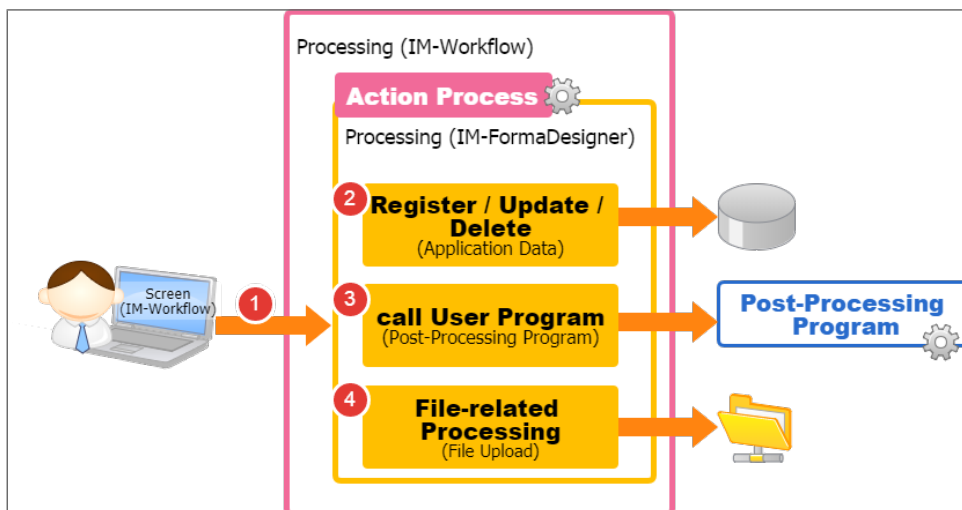 Processing (IM-Workflow)
Action Process
Processing (IM-FormaDesigner)
2
Register / Update /
Delete
(Application Data)
Screen
(IM-Workflow)
1
3
call User Program
(Post-Processing Program)
Post-Processing
Program
4
File-related
Processing
(File Upload)